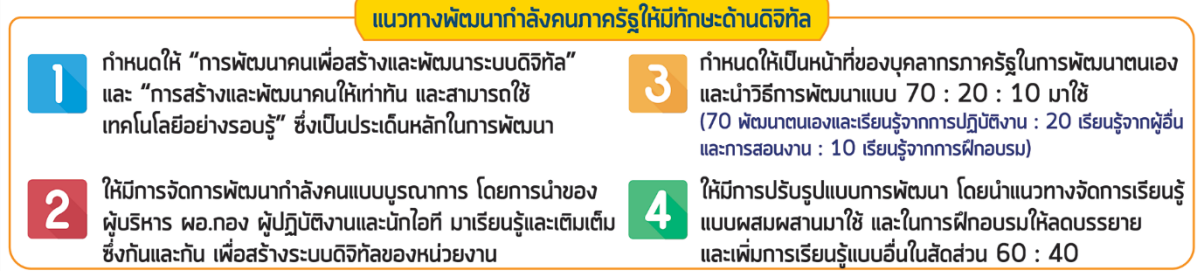 แนวทางพัฒนากำลังคนภาครัฐให้มีทักษะด้านดิจิทัล
1
กำหนดให้ “การพัฒนาคนเพื่อสร้างและพัฒนาระบบดิจิทัล”
และ “การสร้างและพัฒนาคนให้เท่าทัน และสามารถใช้
เทคโนโลยีอย่างรอบรู้” ซึ่งเป็นประเด็นหลักในการพัฒนา
2
ให้มีการจัดการพัฒนากำลังคนแบบบูรณาการ โดยการนำของ
ผู้บริหาร ผอ.กอง ผู้ปฏิบัติงานและนักไอที มาเรียนรู้และเติมเต็ม
ซึ่งกันและกัน เพื่อสร้างระบบดิจิทัลของหน่วยงาน
3
กำหนดให้เป็นหน้าที่ของบุคลากรภาครัฐในการพัฒนาตนเอง
และนำวิธีการพัฒนาแบบ 70 : 20 : 10 มาใช้
(70 พัฒนาตนเองและเรียนรู้จากการปฏิบัติงาน : 20 เรียนรู้จากผู้อื่น
และการสอนงาน : 10 เรียนรู้จากการฝึกอบรม)
4
ให้มีการปรับรูปแบบการพัฒนา โดยนำแนวทางจัดการเรียนรู้
แบบผสมผสานมาใช้ และในการฝึกอบรมให้ลดบรรยาย
และเพิ่มการเรียนรู้แบบอื่นในสัดส่วน 60 : 40